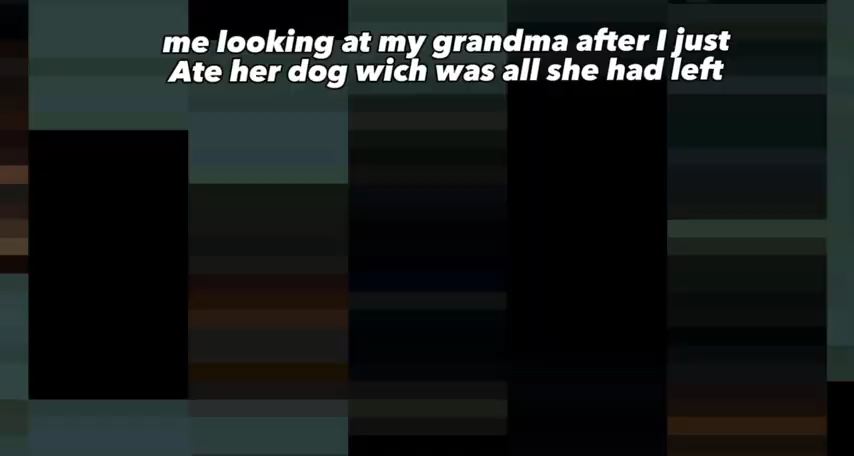 me looking at my grandma after I just
Ate her dog wich was all she had left